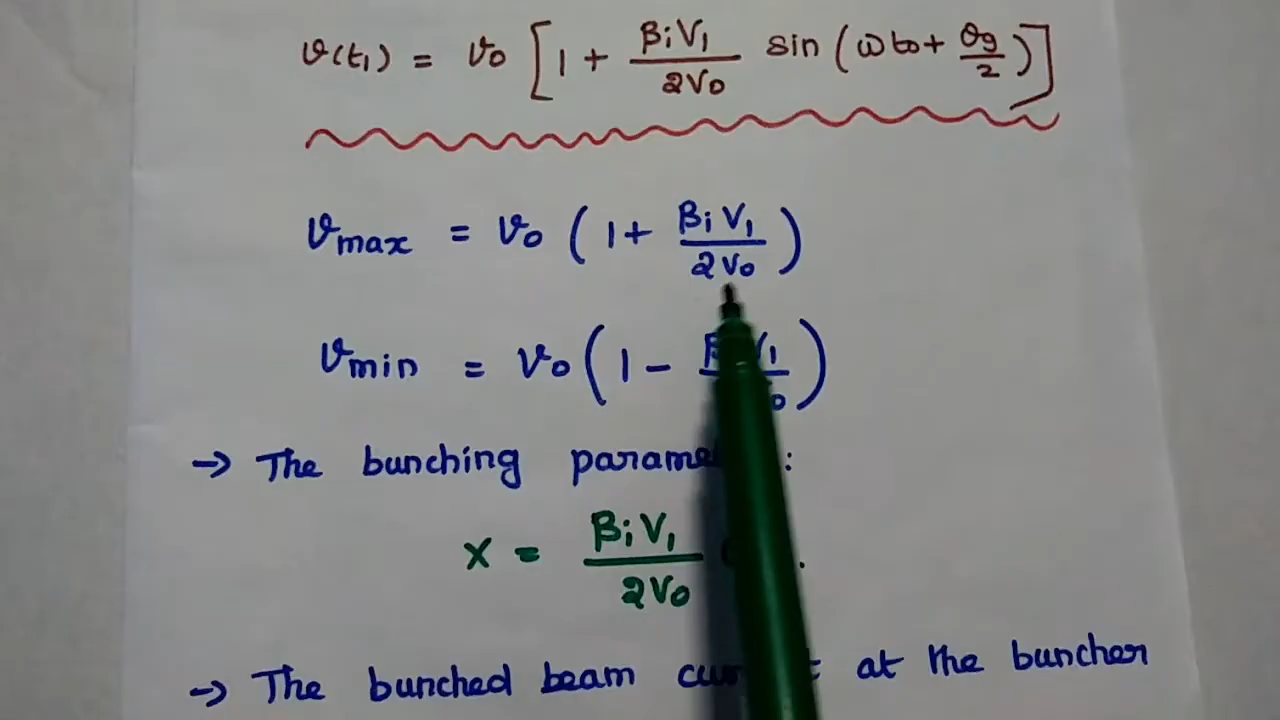 v(t₁) = v₀ [1 + βᵢV₁/2V₀ sin (ωt₀ + θg/2)]
vmax = v₀ (1 + βᵢV₁/2V₀)
vmin = v₀ (1 -
→ The bunching :
X = βᵢV₁/2V₀
→ The bunched beam at the buncher